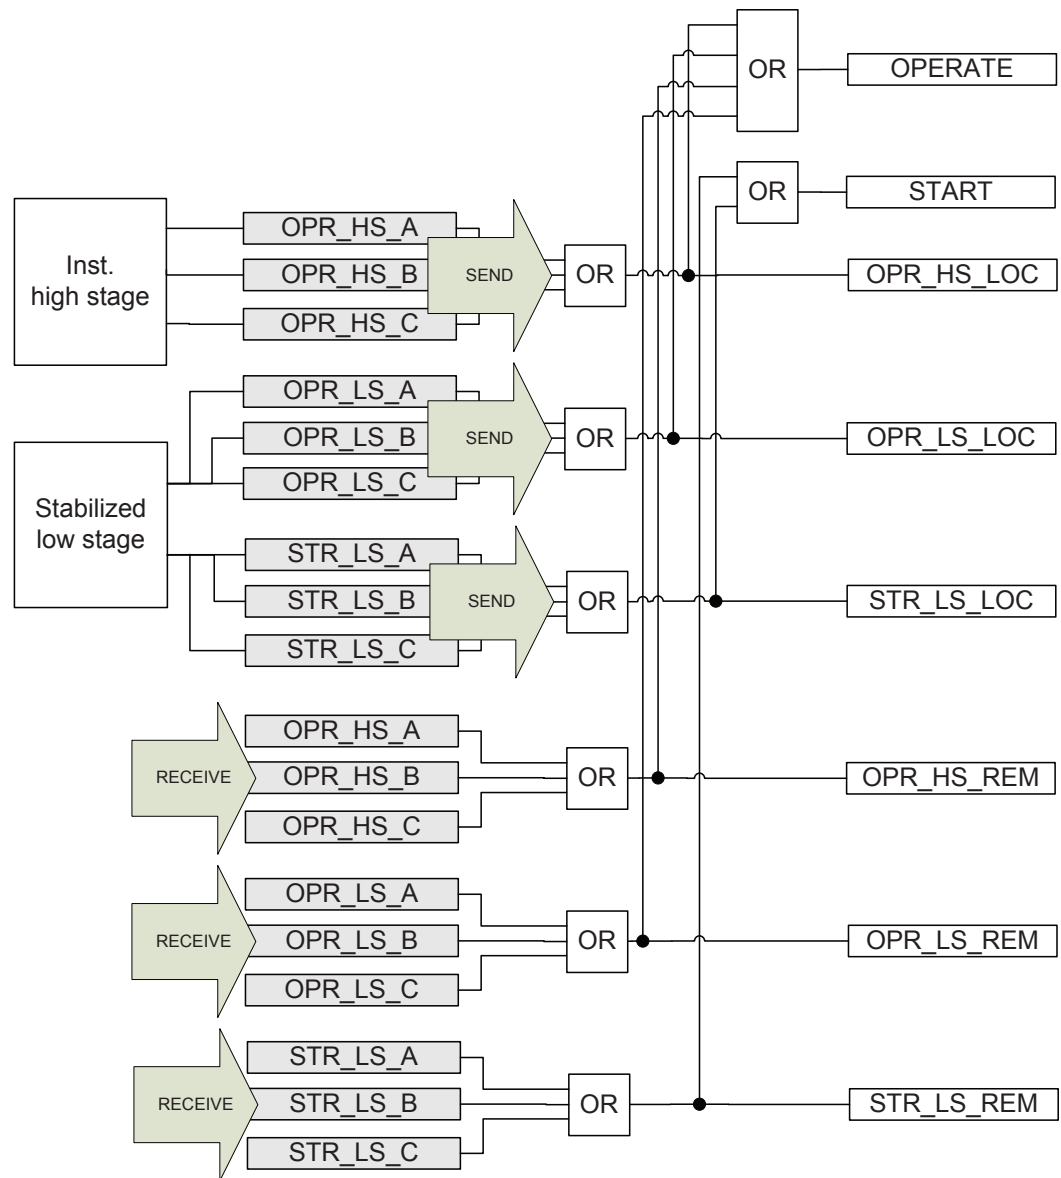 OR
OPERATE
OR
START
Inst.
high stage
OPR_HS_A
OPR_HS_B
OPR_HS_C
SEND
OR
OPR_HS_LOC
Stabilized
low stage
OPR_LS_A
OPR_LS_B
OPR_LS_C
SEND
OR
OPR_LS_LOC
STR_LS_A
STR_LS_B
STR_LS_C
SEND
OR
STR_LS_LOC
RECEIVE
OPR_HS_A
OPR_HS_B
OPR_HS_C
OR
OPR_HS_REM
RECEIVE
OPR_LS_A
OPR_LS_B
OPR_LS_C
OR
OPR_LS_REM
RECEIVE
STR_LS_A
STR_LS_B
STR_LS_C
OR
STR_LS_REM